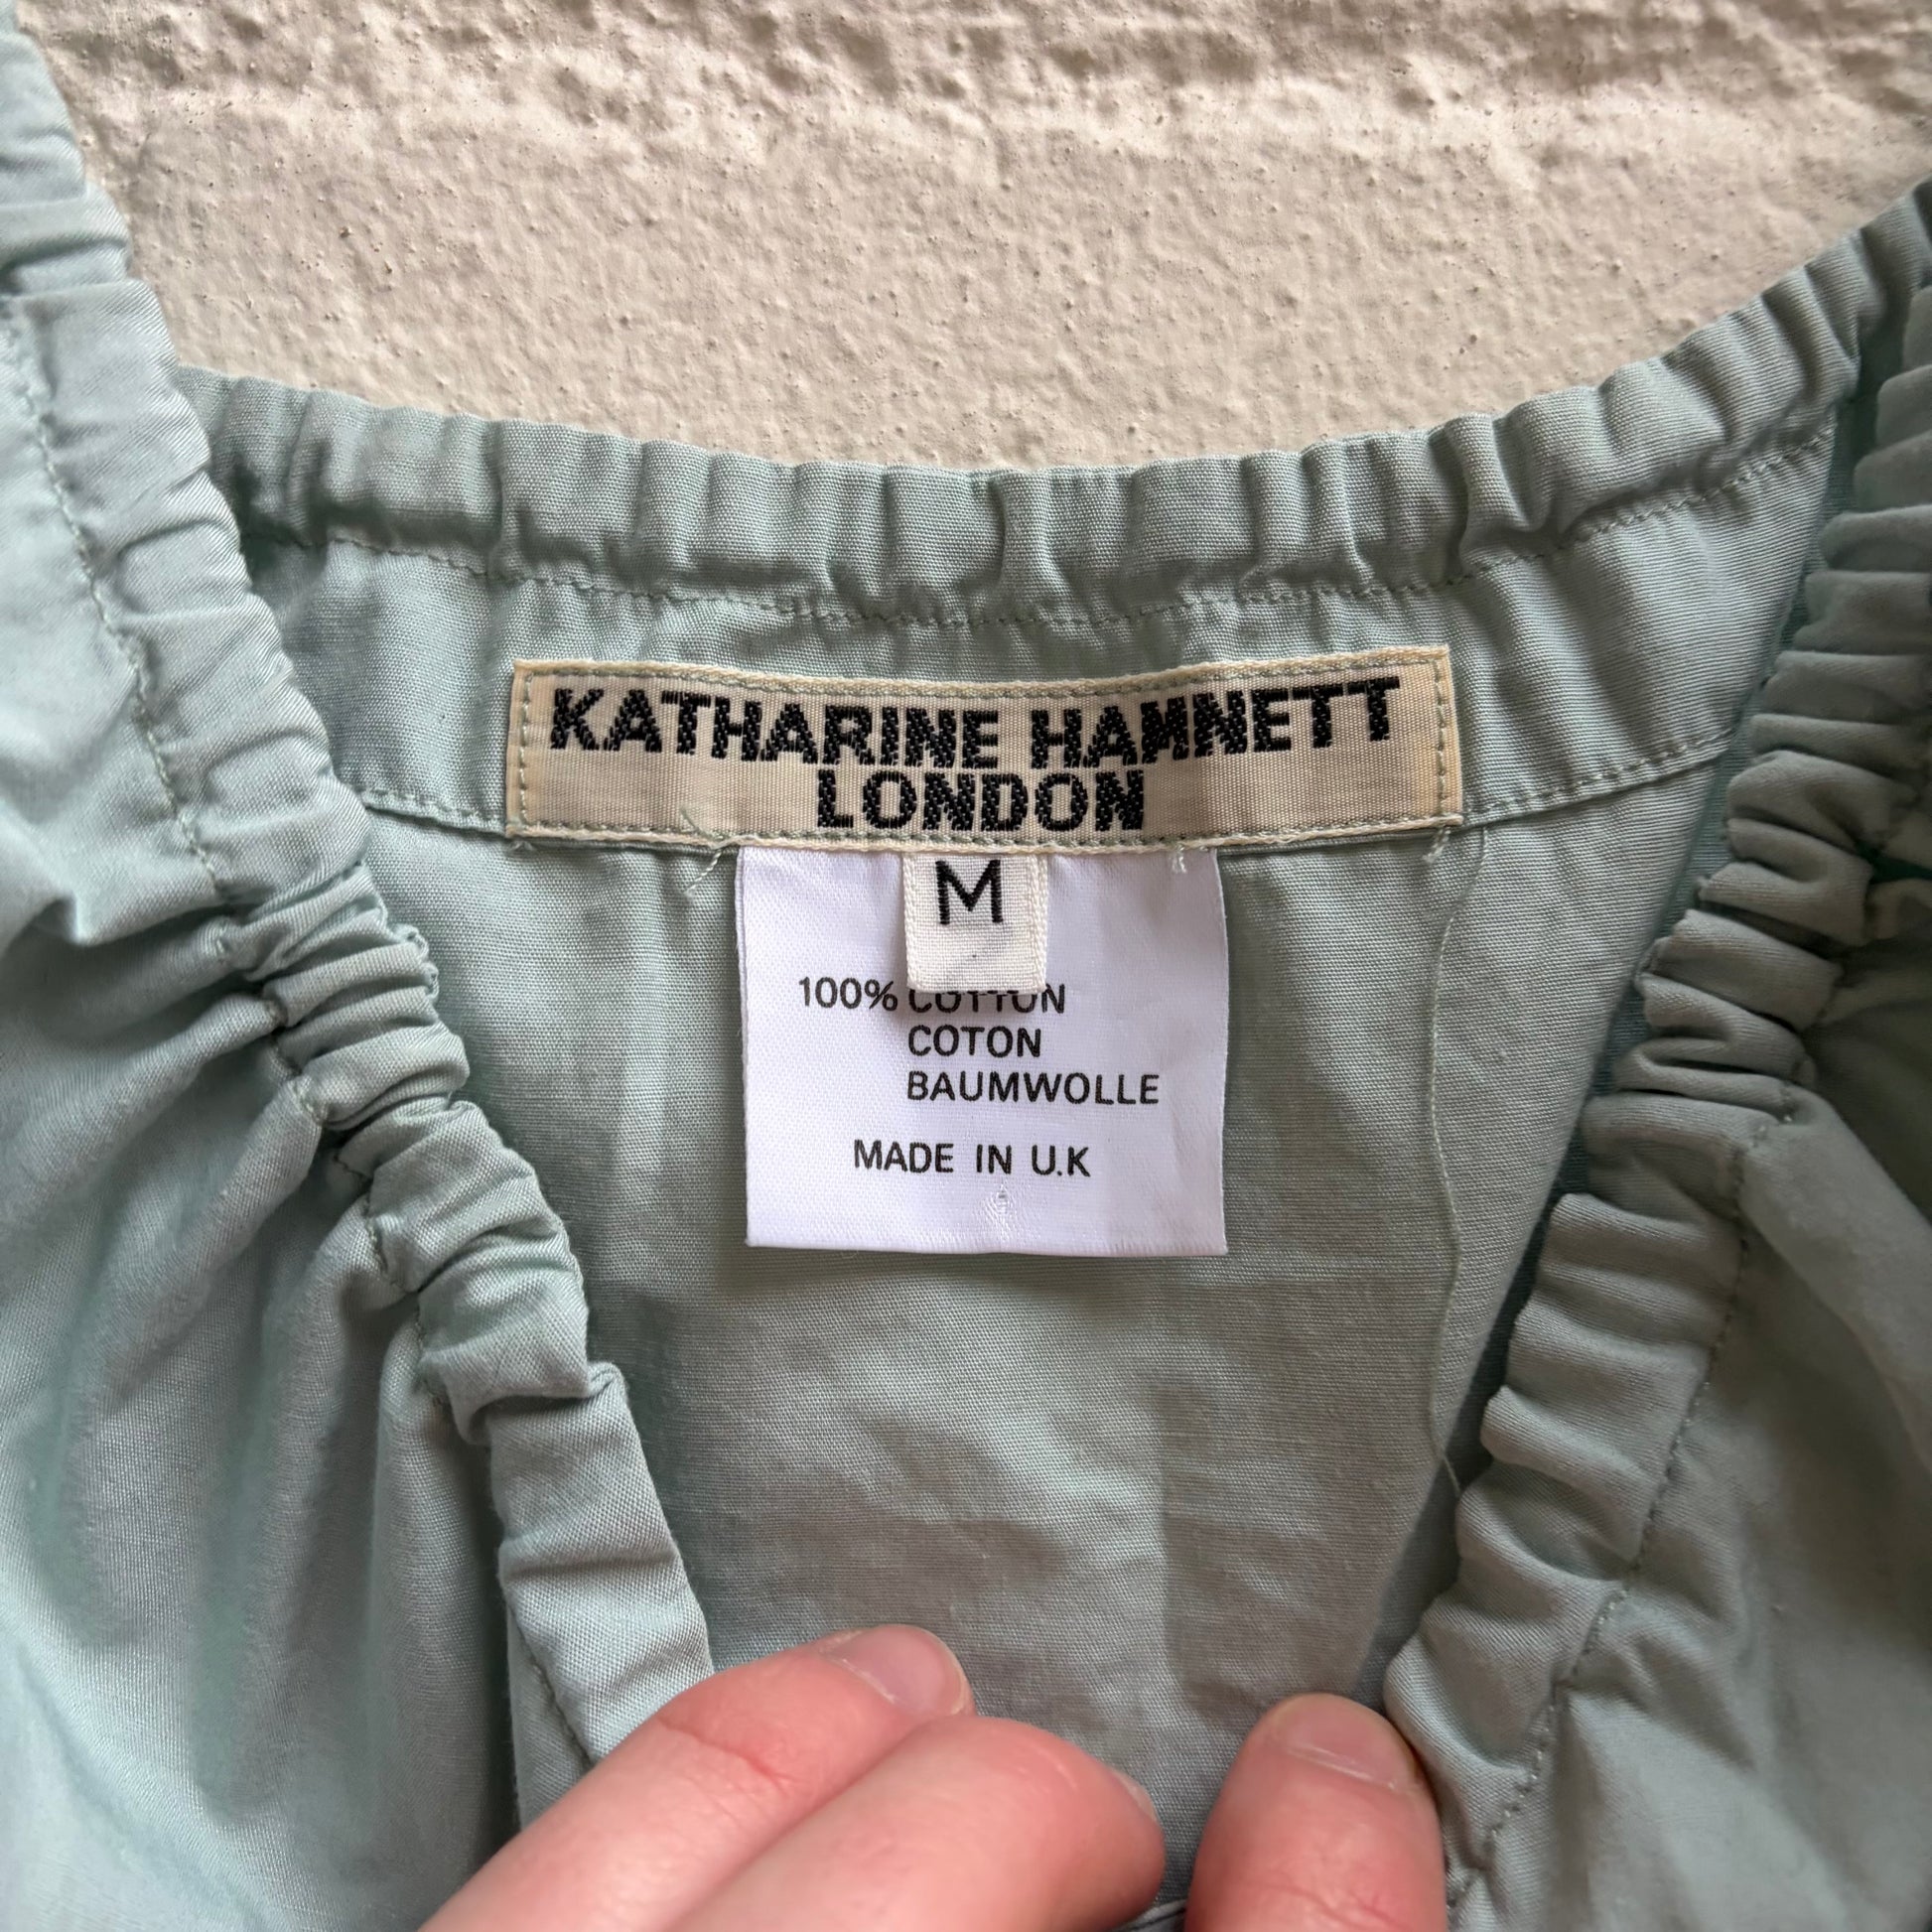 KATHARINE HAMNETT
LONDON
M
100% COTTON
COTON
BAUMWOLLE
MADE IN U.K